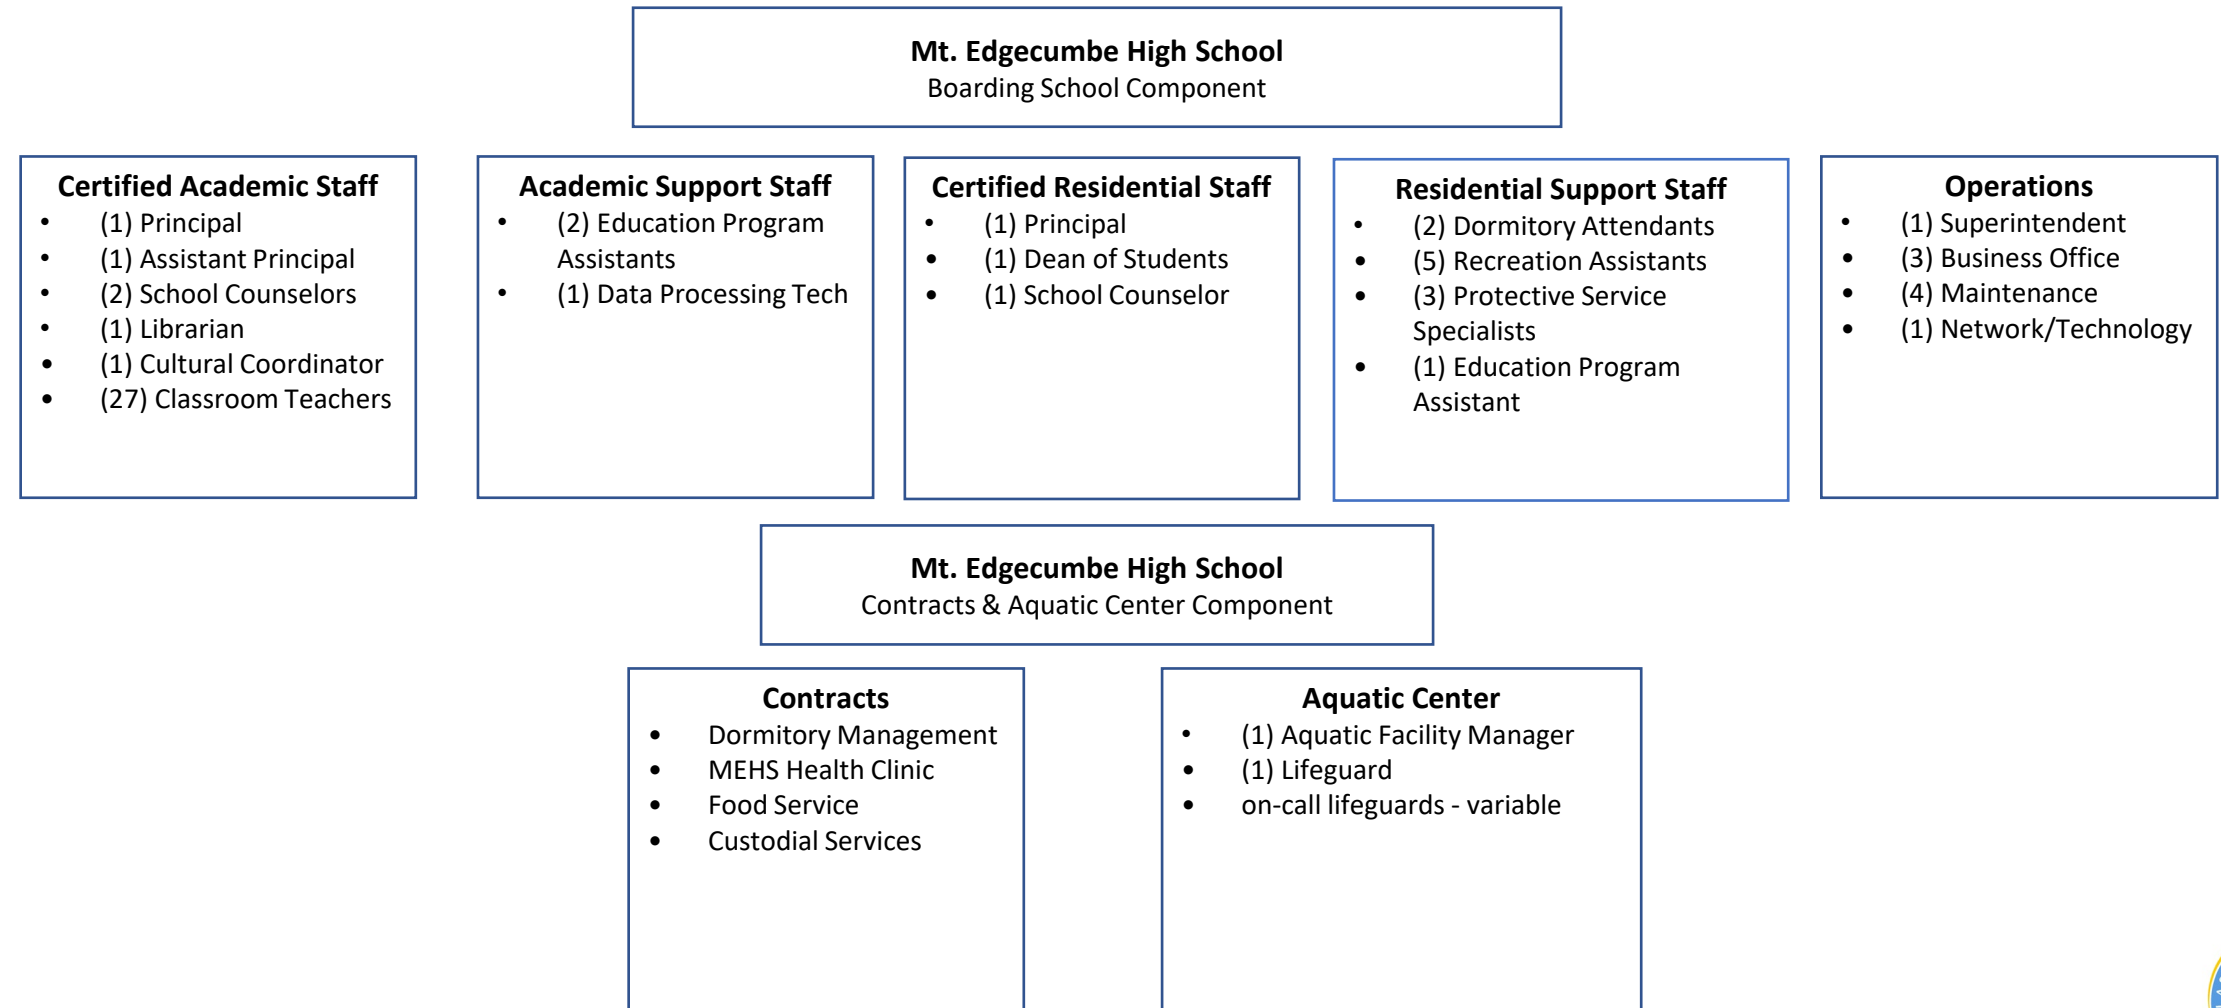 Mt. Edgecumbe High School
Boarding School Component
Certified Academic Staff
• (1) Principal
• (1) Assistant Principal
• (2) School Counselors
• (1) Librarian
• (1) Cultural Coordinator
• (27) Classroom Teachers
Academic Support Staff
• (2) Education Program
Assistants
• (1) Data Processing Tech
Certified Residential Staff
• (1) Principal
• (1) Dean of Students
• (1) School Counselor
Residential Support Staff
• (2) Dormitory Attendants
• (5) Recreation Assistants
• (3) Protective Service
Specialists
• (1) Education Program
Assistant
Operations
• (1) Superintendent
• (3) Business Office
• (4) Maintenance
• (1) Network/Technology
Mt. Edgecumbe High School
Contracts & Aquatic Center Component
Contracts
• Dormitory Management
• MEHS Health Clinic
• Food Service
• Custodial Services
Aquatic Center
• (1) Aquatic Facility Manager
• (1) Lifeguard
• on-call lifeguards - variable